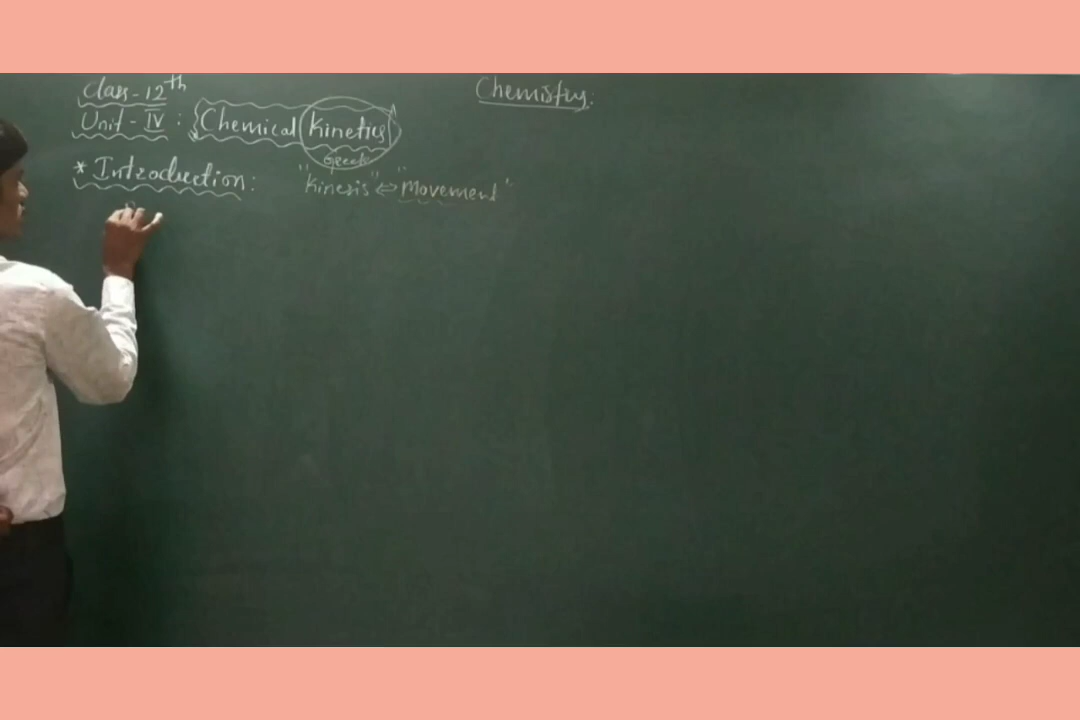 Class-12th
Chemistry.
Unit-IV : Chemical Kinetics
Greek
* Introduction: "Kinesis" ⇔ "Movement"